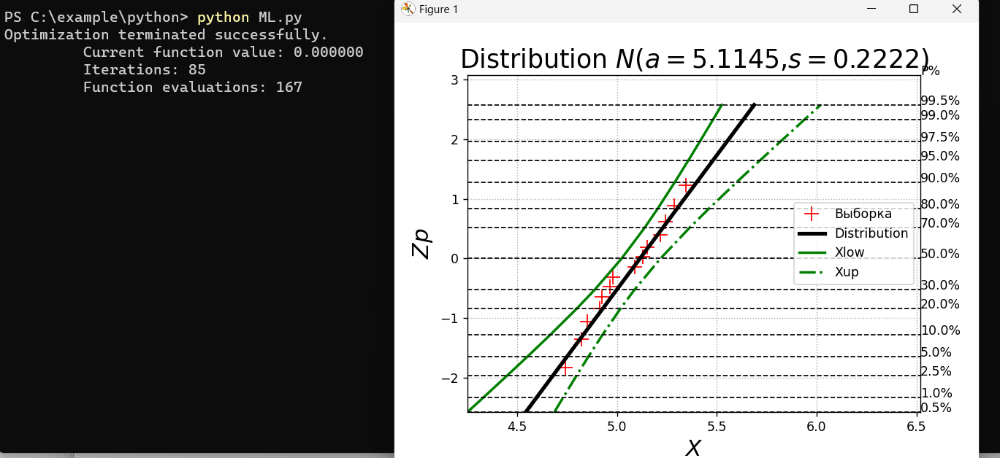 PS C:\example\python> python ML.py
Optimization terminated successfully.
Current function value: 0.000000
Iterations: 85
Function evaluations: 167
Figure 1
Distribution N(a = 5.1145,s = 0.2222)
P%
3
99.5%
99.0%
2
97.5%
95.0%
90.0%
1
80.0%
70.0%
0
50.0%
30.0%
20.0%
−1
10.0%
5.0%
−2
2.5%
1.0%
0.5%
Zp
Выборка
Distribution
Xlow
Xup
4.5
5.0
5.5
6.0
6.5
X